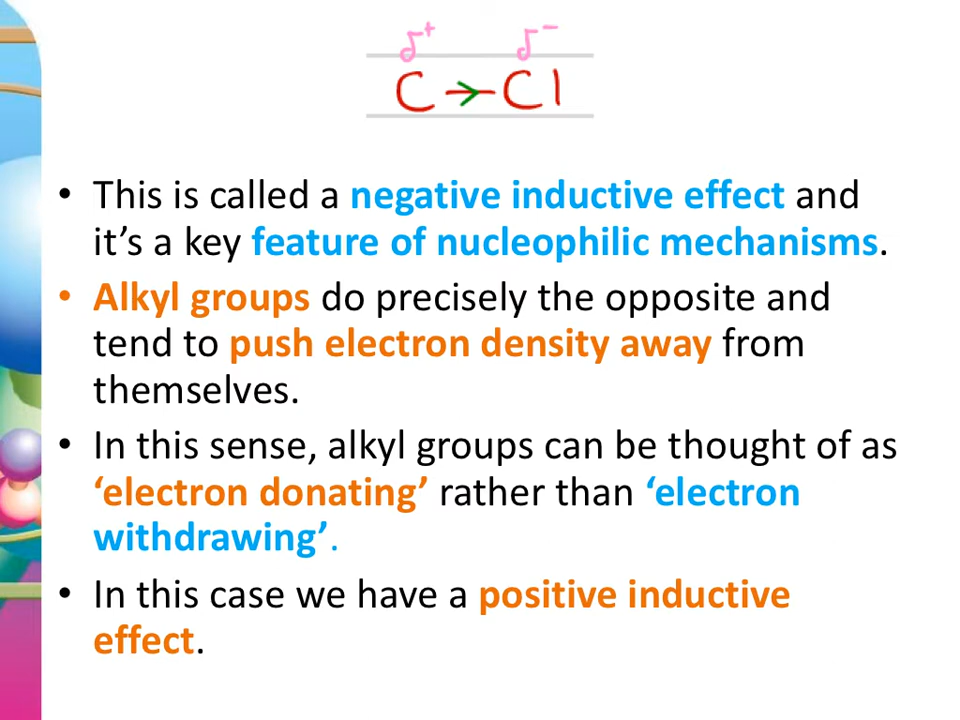 δ+ δ−
C → Cl
• This is called a negative inductive effect and
it’s a key feature of nucleophilic mechanisms.
• Alkyl groups do precisely the opposite and
tend to push electron density away from
themselves.
• In this sense, alkyl groups can be thought of as
‘electron donating’ rather than ‘electron
withdrawing’.
• In this case we have a positive inductive
effect.